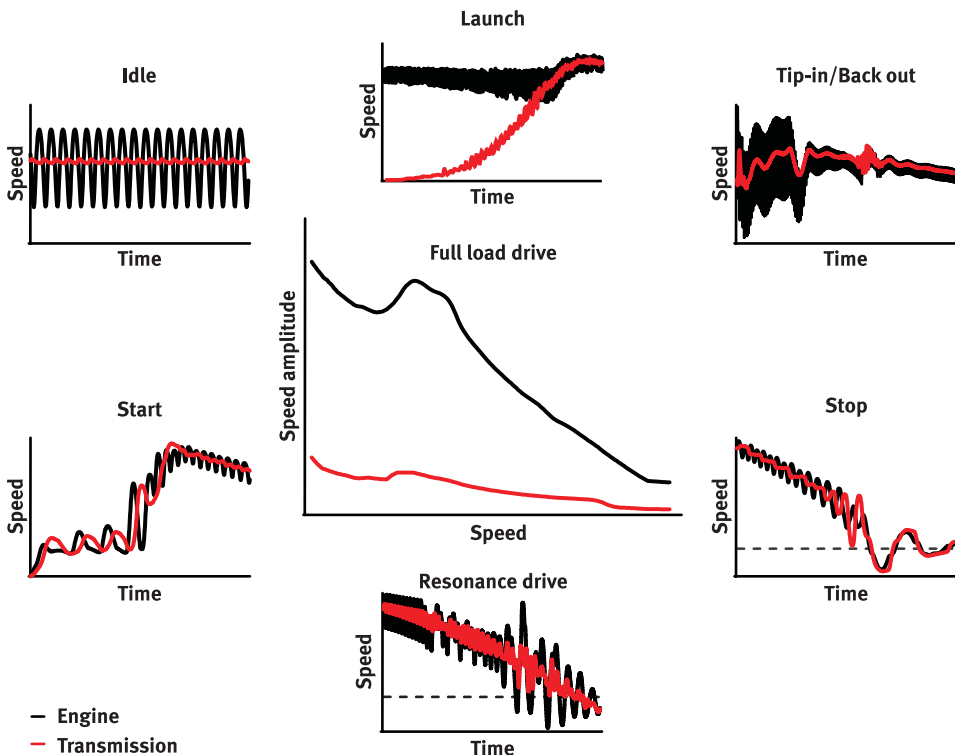 Launch
Speed
Time
Idle
Speed
Time
Tip-in/Back out
Speed
Time
Full load drive
Speed amplitude
Speed
Start
Speed
Time
Stop
Speed
Time
Resonance drive
Speed
Time
Engine
Transmission